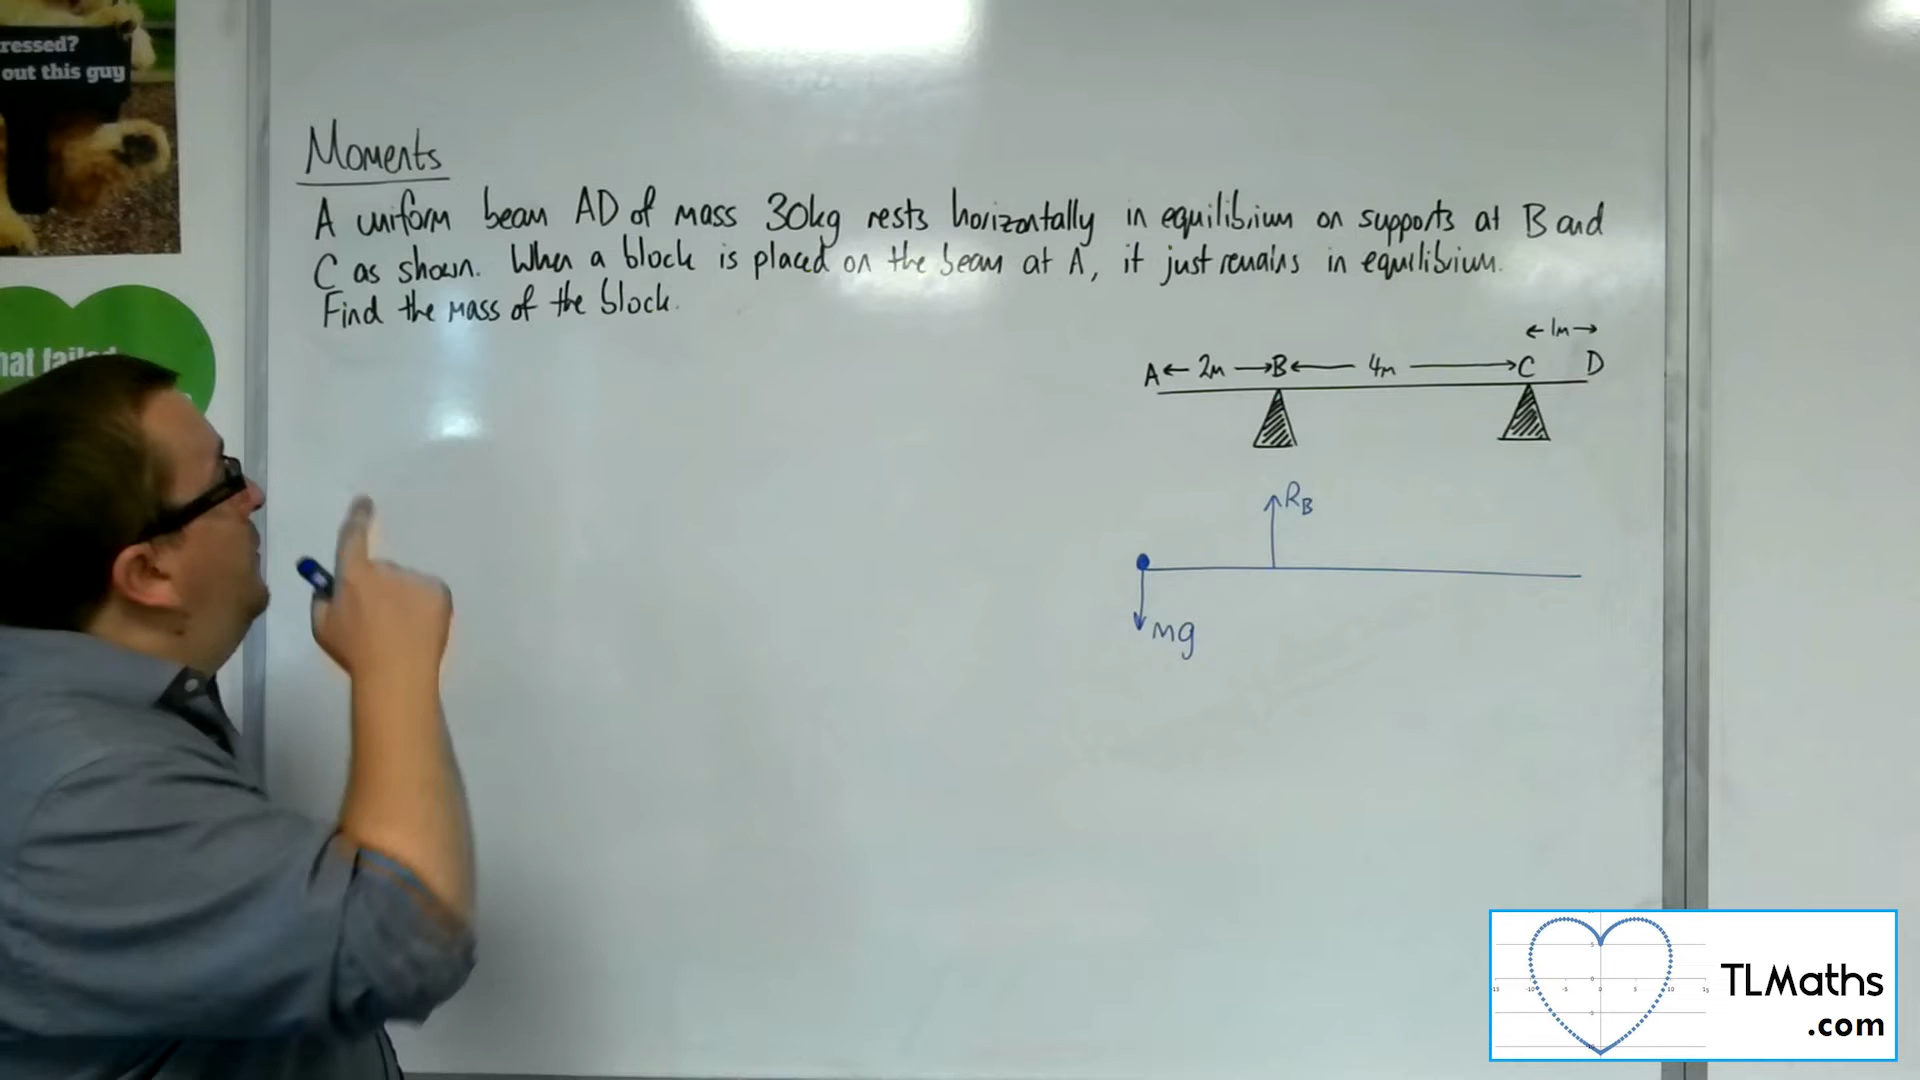 ressed?
out this guy
Moments
A uniform beam AD of mass 30kg rests horizontally in equilibrium on supports at B and
C as shown. When a block is placed on the beam at A, it just remains in equilibrium.
Find the mass of the block.
1m
A 2m B 4m C D
R_B
Mg
TLMaths
.com